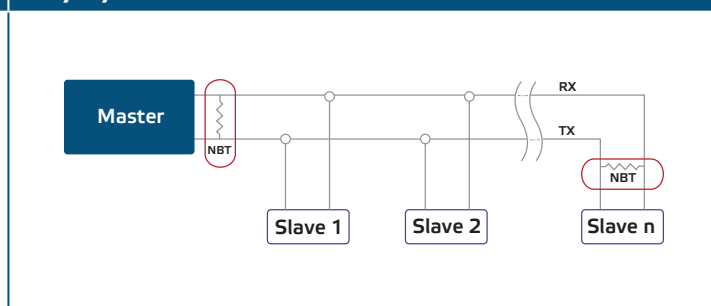 RX
Master
TX
NBT
NBT
Slave 1
Slave 2
Slave n